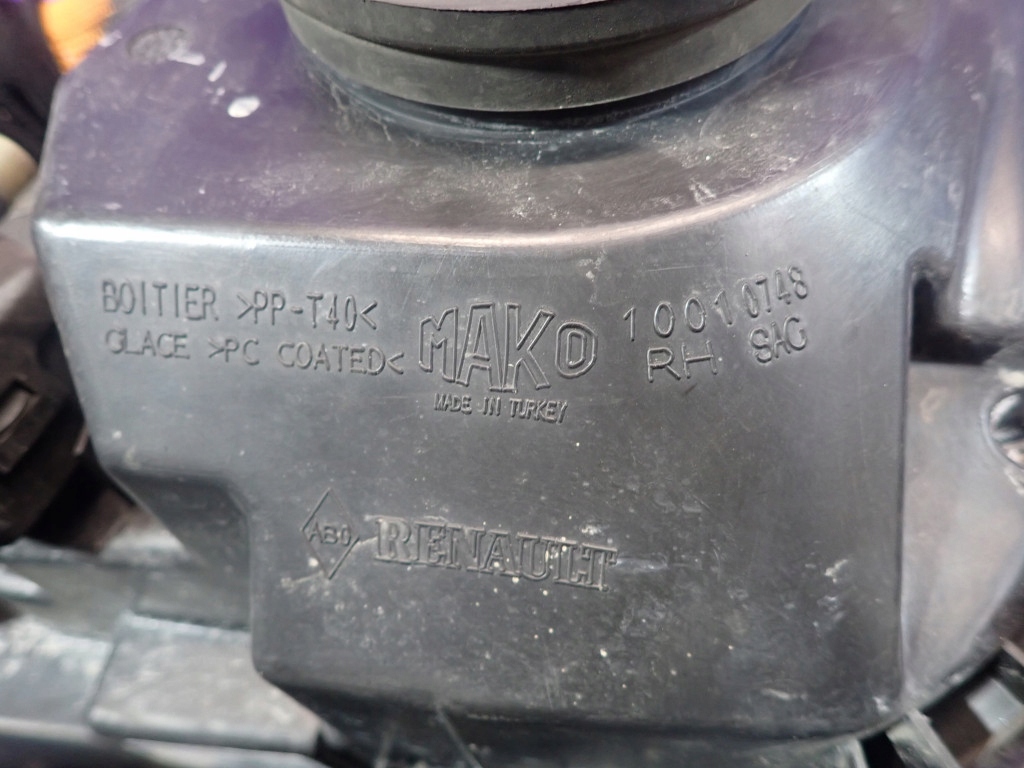 BOITIER >PP-T40<
GLACE >PC COATED<
MAKO
MADE IN TURKEY
10010748
RH SAG
ABO RENAULT